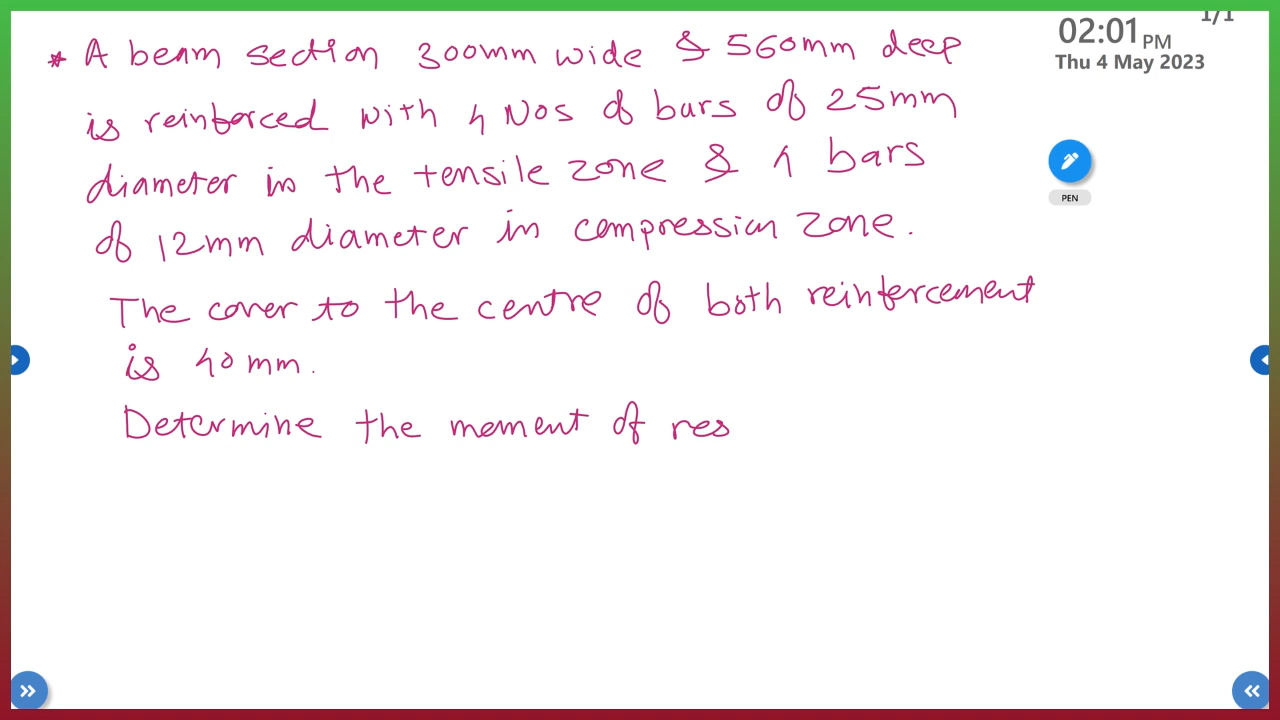 * A beam section 300mm wide & 560mm deep
is reinforced with 4 Nos of bars of 25mm
diameter in the tensile zone & 4 bars
of 12mm diameter in compression zone.
The cover to the centre of both reinforcement
is 40mm.
Determine the moment of res
1/1
02:01 PM
Thu 4 May 2023
PEN